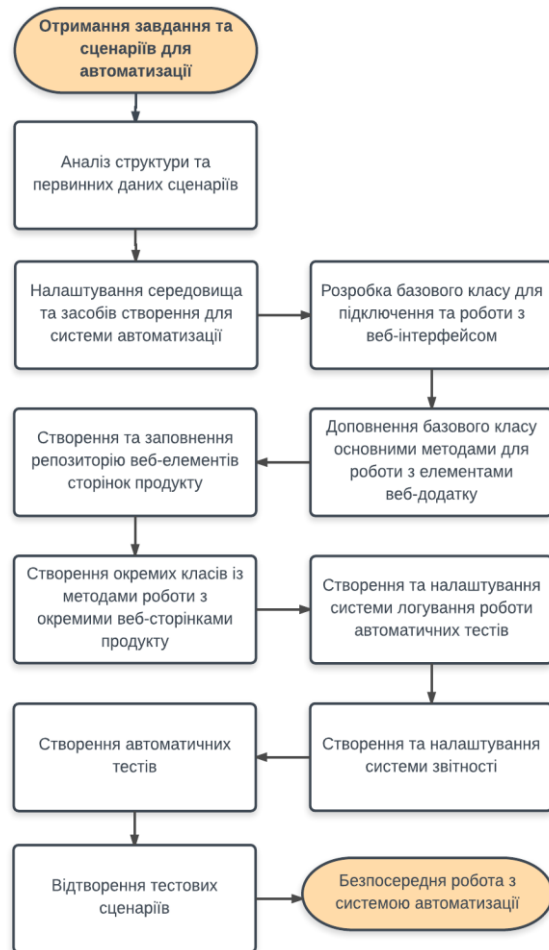 Отримання завдання та
сценаріїв для
автоматизації
Аналіз структури та
первинних даних сценаріїв
Налаштування середовища
та засобів створення для
системи автоматизації
Розробка базового класу для
підключення та роботи з
веб-інтерфейсом
Доповнення базового класу
основними методами для
роботи з елементами
веб-додатку
Створення та заповнення
репозиторію веб-елементів
сторінок продукту
Створення окремих класів із
методами роботи з
окремими веб-сторінками
продукту
Створення та налаштування
системи логування роботи
автоматичних тестів
Створення та налаштування
системи звітності
Створення автоматичних
тестів
Відтворення тестових
сценаріїв
Безпосередня робота з
системою автоматизації